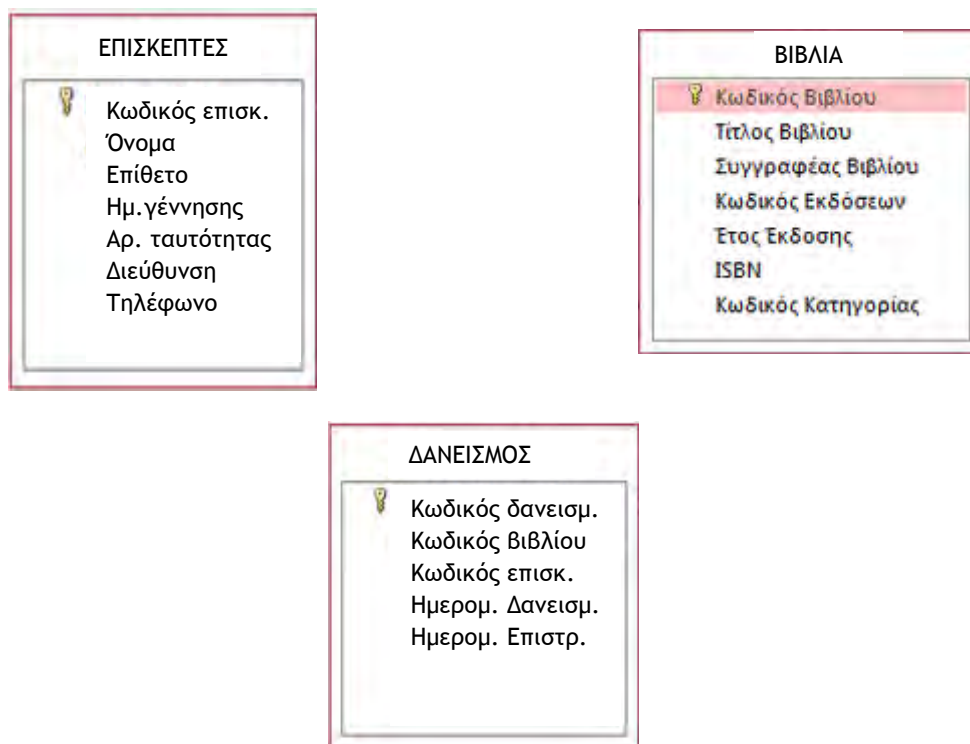 ΕΠΙΣΚΕΠΤΕΣ
Κωδικός επισκ.
Όνομα
Επίθετο
Ημ.γέννησης
Αρ. ταυτότητας
Διεύθυνση
Τηλέφωνο
ΒΙΒΛΙΑ
Κωδικός Βιβλίου
Τίτλος Βιβλίου
Συγγραφέας Βιβλίου
Κωδικός Εκδόσεων
Έτος Έκδοσης
ISBN
Κωδικός Κατηγορίας
ΔΑΝΕΙΣΜΟΣ
Κωδικός δανεισμ.
Κωδικός βιβλίου
Κωδικός επισκ.
Ημερομ. Δανεισμ.
Ημερομ. Επιστρ.